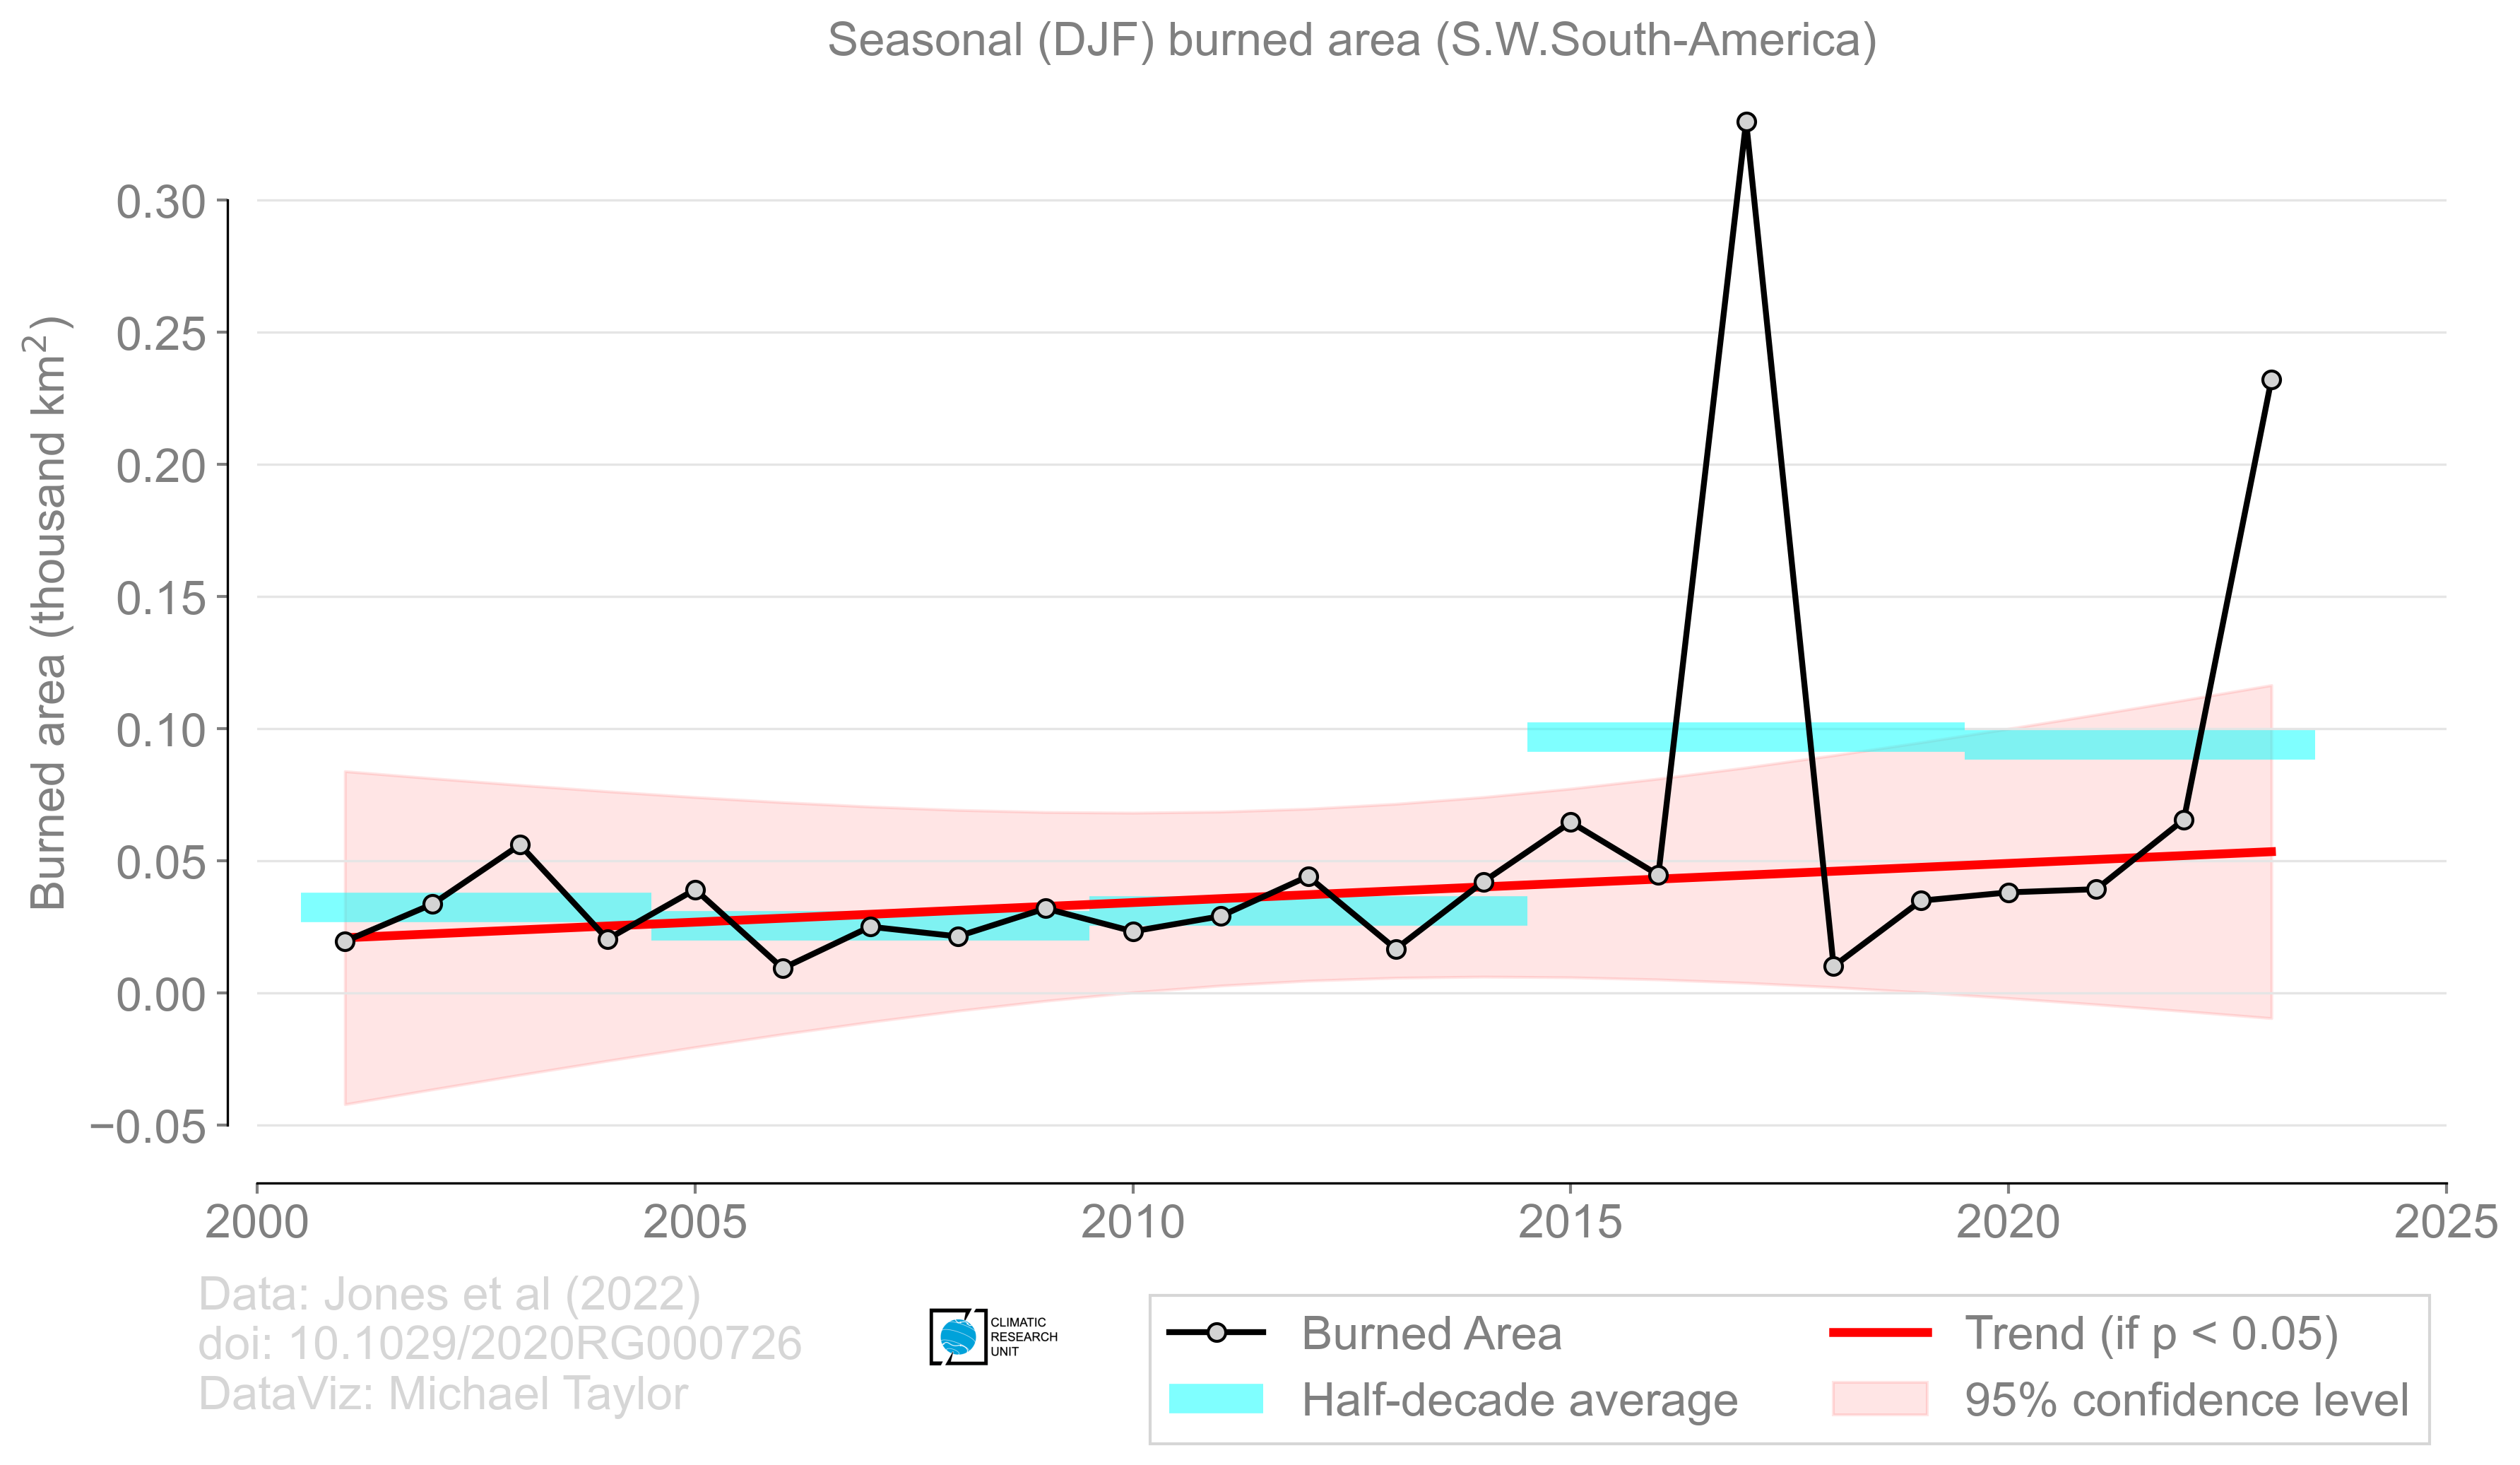 Seasonal (DJF) burned area (S.W.South-America)
Burned area (thousand km²)
0.30
0.25
0.20
0.15
0.10
0.05
0.00
−0.05
2000 2005 2010 2015 2020 2025
Data: Jones et al (2022)
doi: 10.1029/2020RG000726
DataViz: Michael Taylor
CLIMATIC
RESEARCH
UNIT
Burned Area
Half-decade average
Trend (if p < 0.05)
95% confidence level